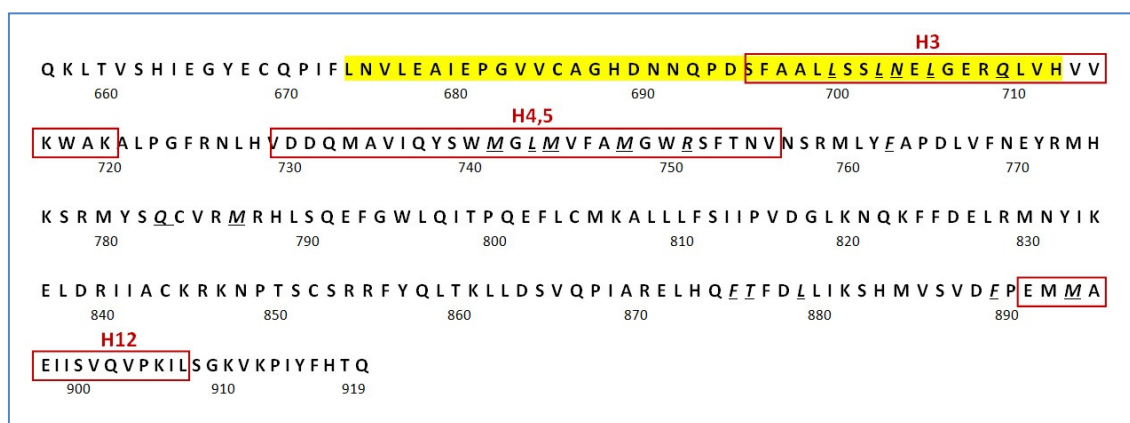 H3
Q K L T V S H I E G Y E C Q P I F L N V L E A I E P G V V C A G H D N N Q P D S F A A L L S S L N E L G E R Q L V H V V
660 670 680 690 700 710
H4,5
K W A K A L P G F R N L H V D D Q M A V I Q Y S W M G L M V F A M G W R S F T N V N S R M L Y F A P D L V F N E Y R M H
720 730 740 750 760 770
K S R M Y S Q C V R M R H L S Q E F G W L Q I T P Q E F L C M K A L L L F S I I P V D G L K N Q K F F D E L R M N Y I K
780 790 800 810 820 830
E L D R I I A C K R K N P T S C S R R F Y Q L T K L L D S V Q P I A R E L H Q F T F D L L I K S H M V S V D F P E M M A
840 850 860 870 880 890
H12
E I I S V Q V P K I L S G K V K P I Y F H T Q
900 910 919